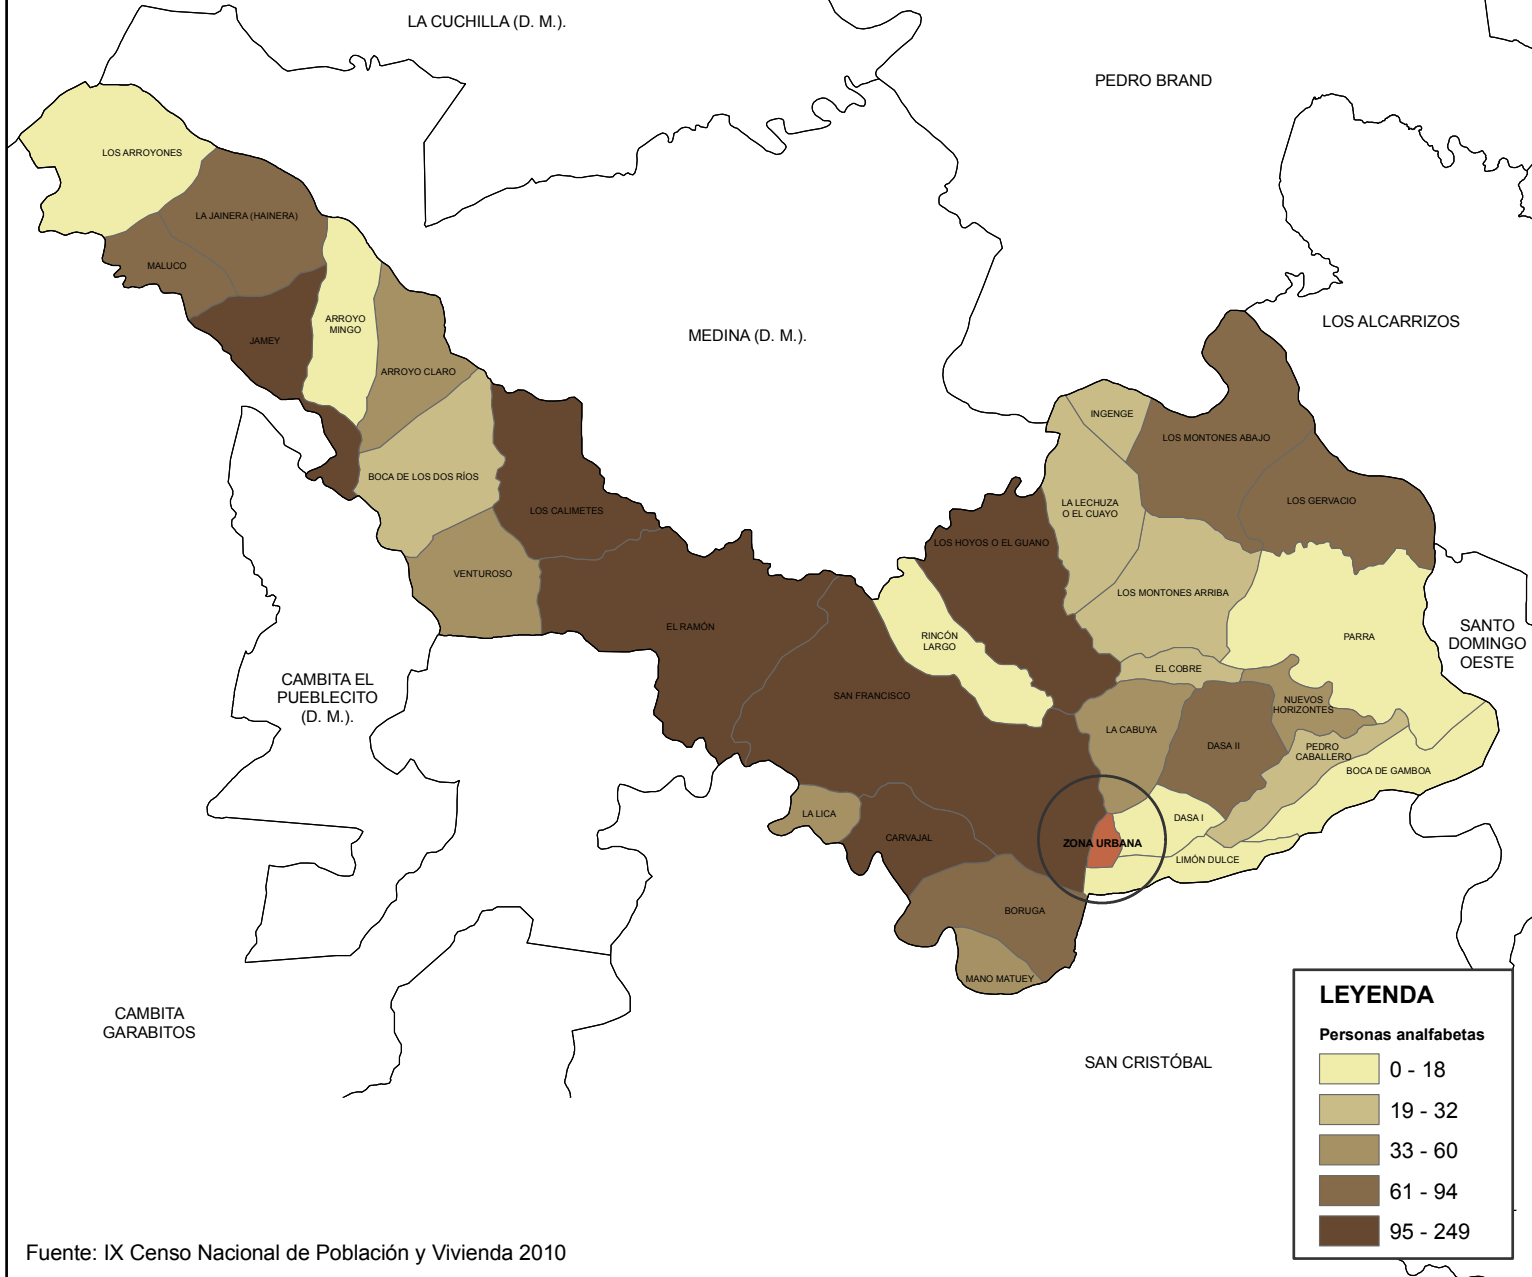 LA CUCHILLA (D. M.).
PEDRO BRAND
LOS ARROYONES
LA JAINERA (HAINERA)
MALUCO
ARROYO
MINGO
JAMEY
ARROYO CLARO
MEDINA (D. M.).
LOS ALCARRIZOS
INGENGE
LOS MONTONES ABAJO
BOCA DE LOS DOS RÍOS
LOS CALIMETES
LA LECHUZA
O EL CUAYO
LOS GERVACIO
LOS HOYOS O EL GUANO
VENTUROSO
LOS MONTONES ARRIBA
EL RAMÓN
RINCÓN
LARGO
PARRA
SANTO
DOMINGO
OESTE
EL COBRE
CAMBITA EL
PUEBLECITO
(D. M.).
SAN FRANCISCO
NUEVOS
HORIZONTES
LA CABUYA
DASA II
PEDRO
CABALLERO
BOCA DE GAMBOA
LA LICA
DASA I
CARVAJAL
ZONA URBANA
LIMÓN DULCE
BORUGA
MANO MATUEY
CAMBITA
GARABITOS
SAN CRISTÓBAL
LEYENDA
Personas analfabetas
0 - 18
19 - 32
33 - 60
61 - 94
95 - 249
Fuente: IX Censo Nacional de Población y Vivienda 2010